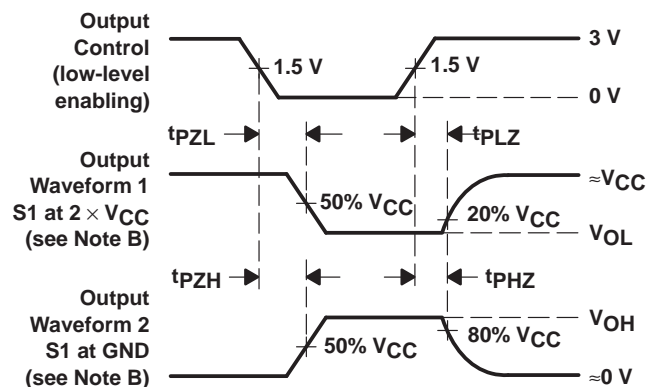 Output
Control
(low-level
enabling)
3 V
1.5 V
1.5 V
0 V
tPZL
tPLZ
Output
Waveform 1
S1 at 2 × VCC
(see Note B)
≈VCC
50% VCC
20% VCC
VOL
tPZH
tPHZ
Output
Waveform 2
S1 at GND
(see Note B)
VOH
50% VCC
80% VCC
≈0 V